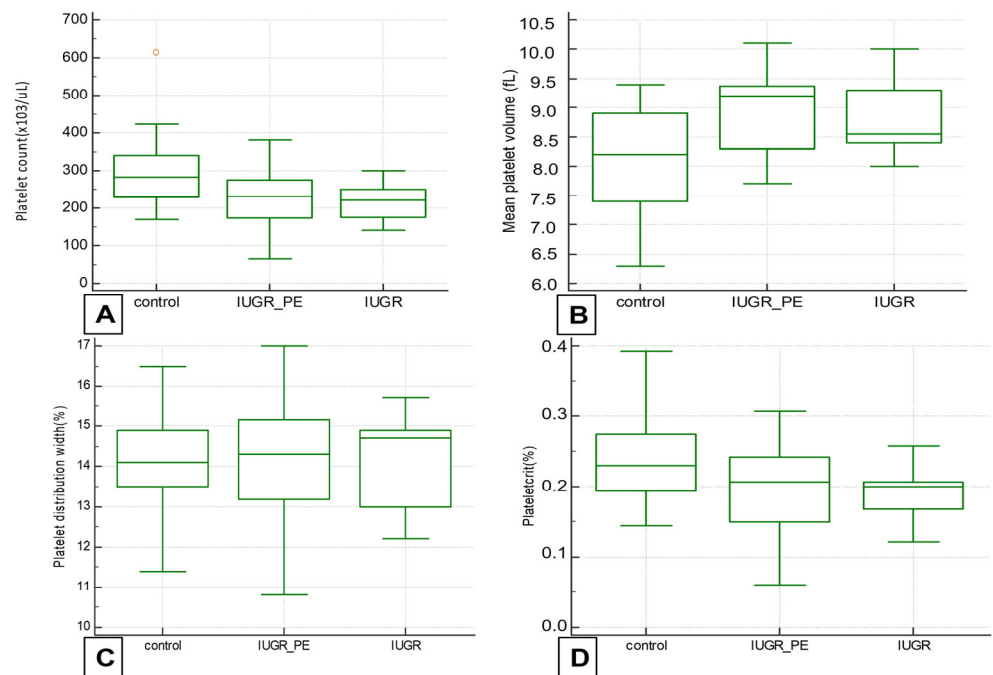 Platelet count(x103/uL)
700
600
500
400
300
200
100
0
control IUGR_PE IUGR
A
Mean platelet volume (fL)
10.5
10.0
9.5
9.0
8.5
8.0
7.5
7.0
6.5
6.0
control IUGR_PE IUGR
B
Platelet distribution width(%)
17
16
15
14
13
12
11
10
control IUGR_PE IUGR
C
Plateletcrit(%)
0.4
0.3
0.2
0.1
0.0
control IUGR_PE IUGR
D